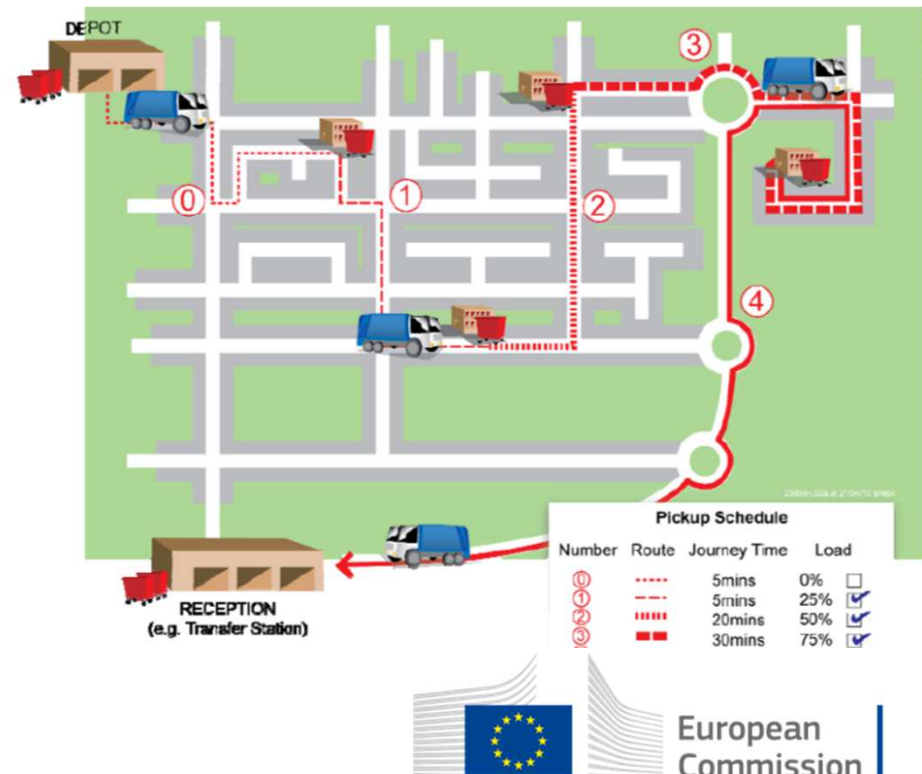 DEPOT
3
0
1
2
4
Pickup Schedule
Number Route Journey Time Load
0 5mins 0%
1 5mins 25%
2 20mins 50%
3 30mins 75%
RECEPTION
(e.g. Transfer Station)
European
Commission